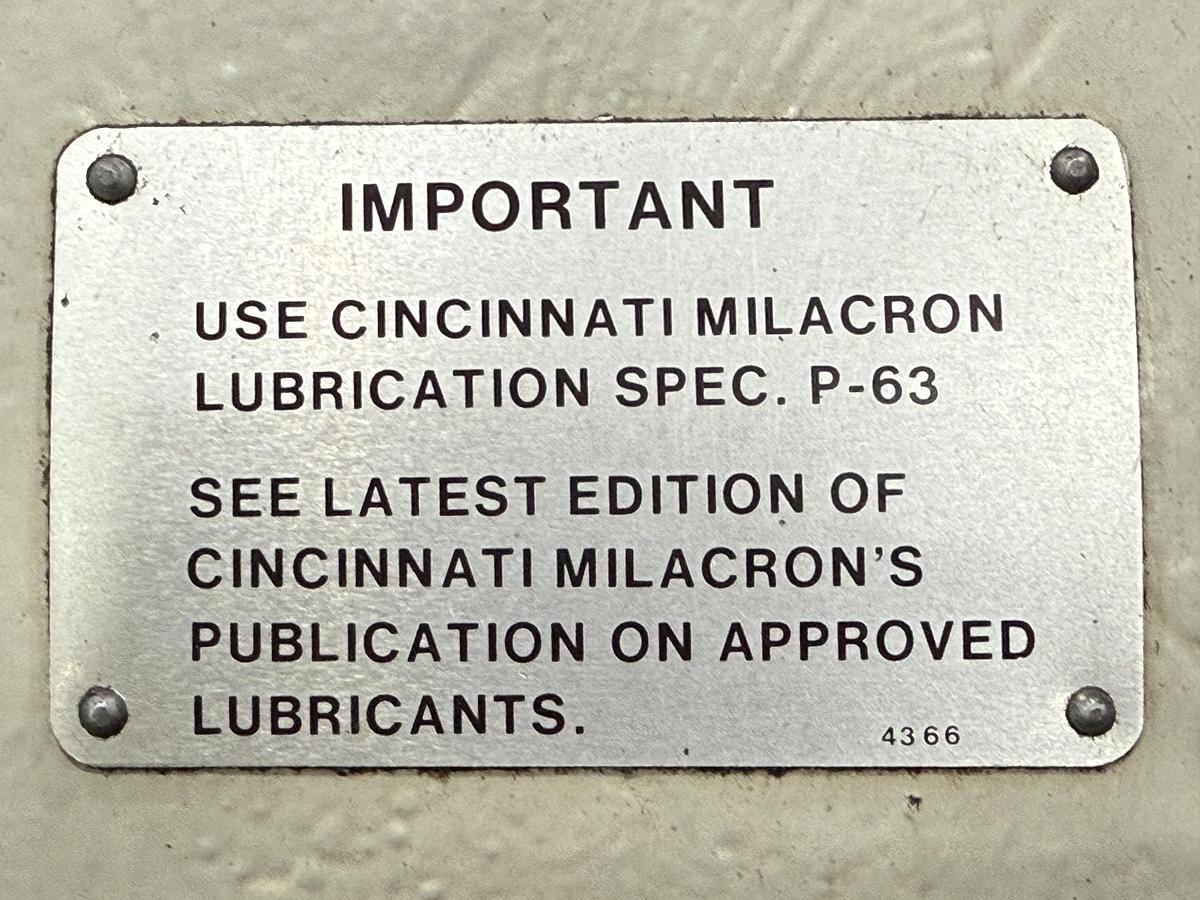 IMPORTANT
USE CINCINNATI MILACRON
LUBRICATION SPEC. P-63
SEE LATEST EDITION OF
CINCINNATI MILACRON'S
PUBLICATION ON APPROVED
LUBRICANTS.
4366